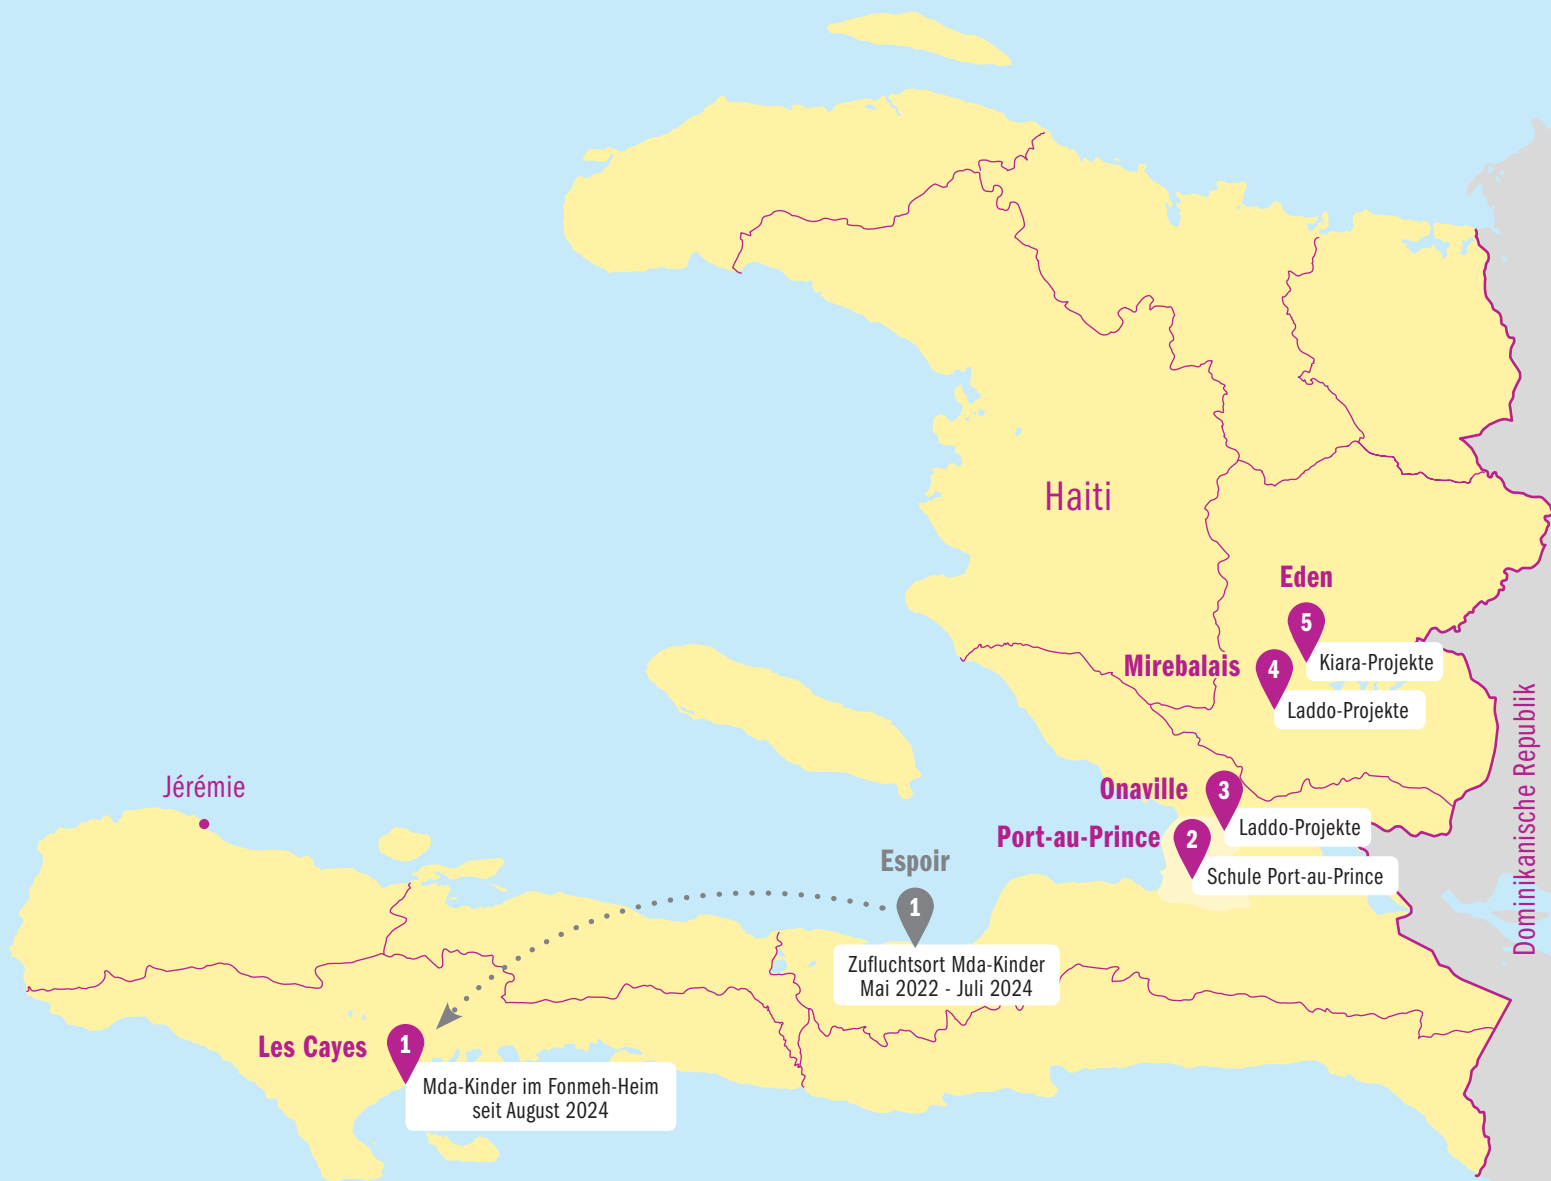 Haiti
Eden
5
Kiara-Projekte
Mirebalais
4
Laddo-Projekte
Dominikanische Republik
Onaville
3
Laddo-Projekte
Port-au-Prince
2
Schule Port-au-Prince
Jérémie
Espoir
1
Zufluchtsort Mda-Kinder
Mai 2022 - Juli 2024
Les Cayes
1
Mda-Kinder im Fonmeh-Heim
seit August 2024